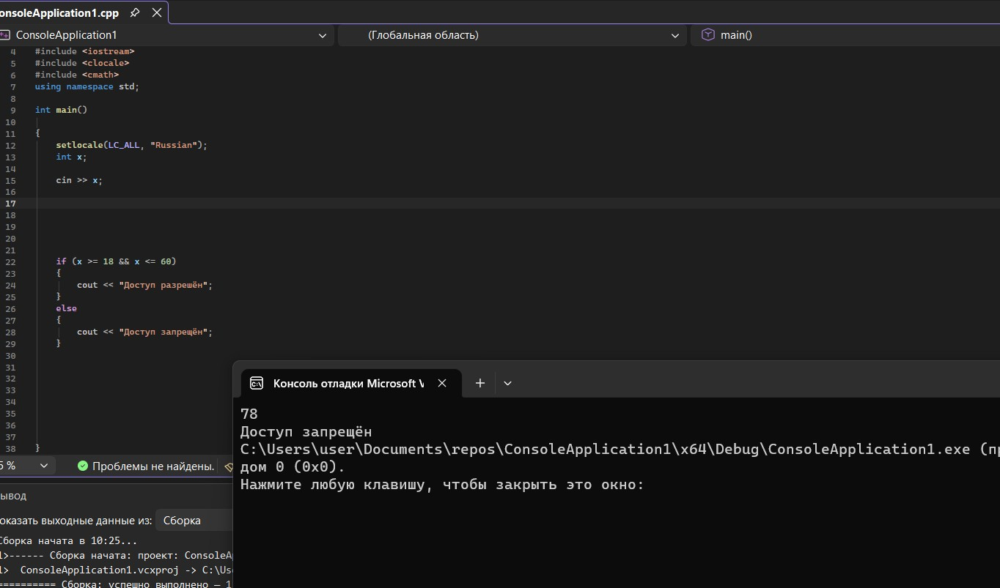 onsoleApplication1.cpp
ConsoleApplication1
(Глобальная область)
main()
4 #include <iostream>
5 #include <clocale>
6 #include <cmath>
7 using namespace std;
8
9 int main()
10
11 {
12 setlocale(LC_ALL, "Russian");
13 int x;
14
15 cin >> x;
16
17
18
19
20
21
22 if (x >= 18 && x <= 60)
23 {
24 cout << "Доступ разрешён";
25 }
26 else
27 {
28 cout << "Доступ запрещён";
29 }
30
31
32
33
34
35
36
37
38 }
5 %
Проблемы не найдены.
ывод
оказать выходные данные из:
Сборка
Сборка начата в 10:25...
1>------ Сборка начата: проект: ConsoleA
1> ConsoleApplication1.vcxproj -> C:\Us
========== Сборка: успешно выполнено — 1
Консоль отладки Microsoft V
78
Доступ запрещён
C:\Users\user\Documents\repos\ConsoleApplication1\x64\Debug\ConsoleApplication1.exe (пр
дом 0 (0x0).
Нажмите любую клавишу, чтобы закрыть это окно: